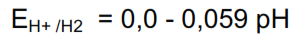 EH+ /H2 = 0,0 - 0,059 pH